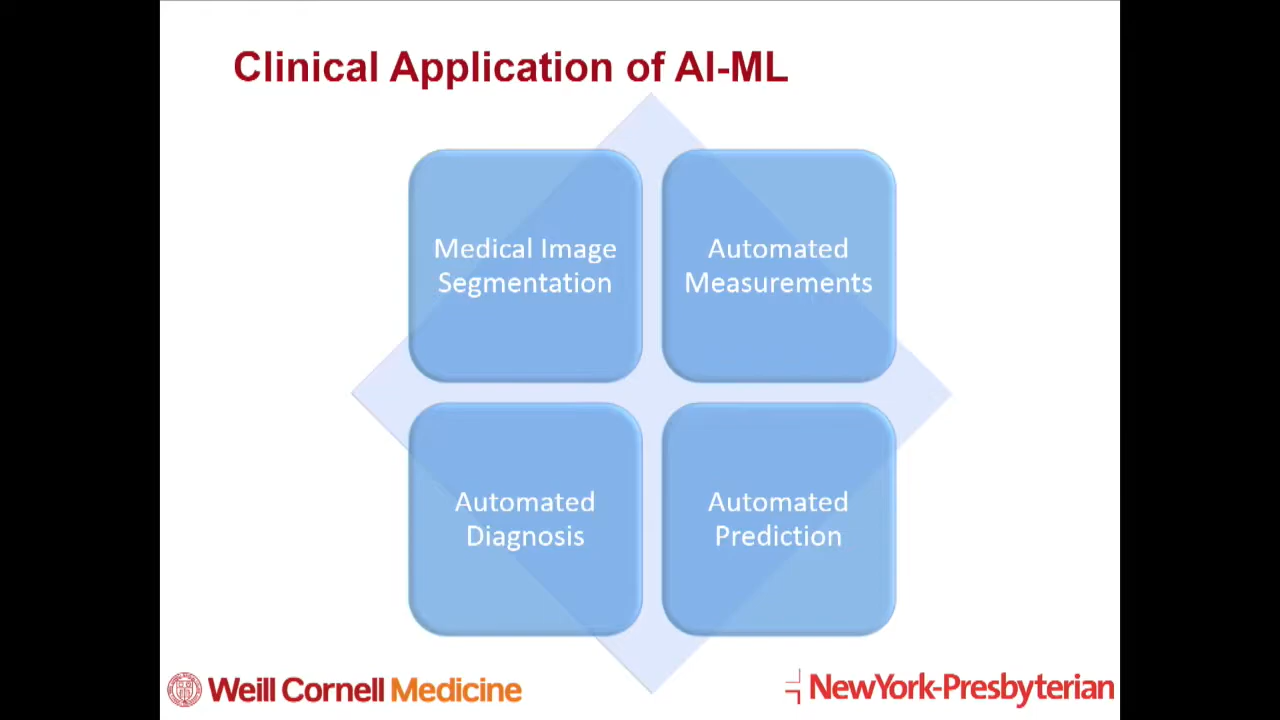 Clinical Application of AI-ML
Medical Image
Segmentation
Automated
Measurements
Automated
Diagnosis
Automated
Prediction
Weill Cornell Medicine
NewYork-Presbyterian